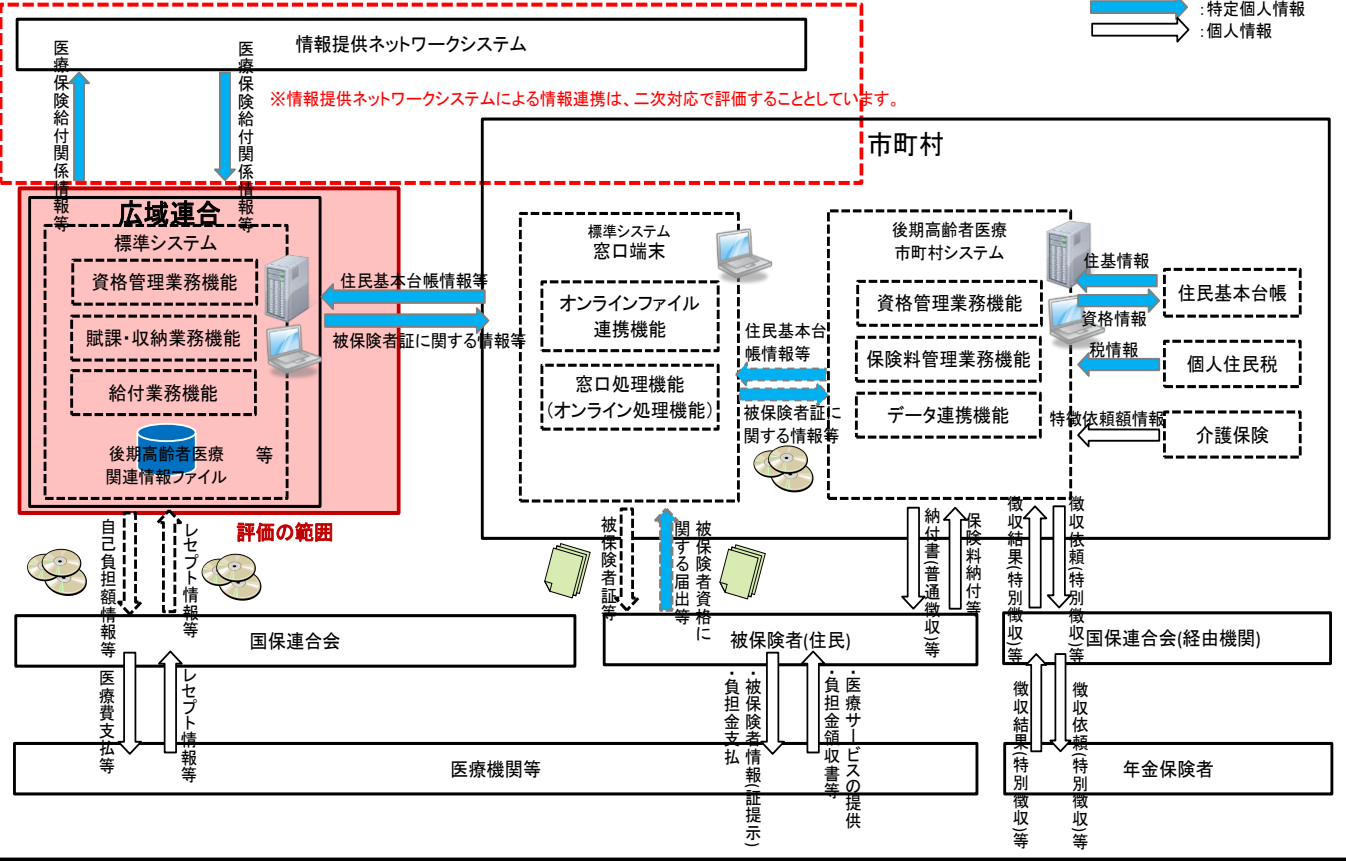 :特定個人情報
:個人情報
情報提供ネットワークシステム
医療保険給付関係情報等
医療保険給付関係情報等
※情報提供ネットワークシステムによる情報連携は、二次対応で評価することとしています。
市町村
広域連合
標準システム
資格管理業務機能
賦課・収納業務機能
給付業務機能
後期高齢者医療
関連情報ファイル
等
評価の範囲
住民基本台帳情報等
被保険者証に関する情報等
標準システム
窓口端末
オンラインファイル
連携機能
窓口処理機能
(オンライン処理機能)
住民基本台
帳情報等
被保険者証に
関する情報等
後期高齢者医療
市町村システム
資格管理業務機能
保険料管理業務機能
データ連携機能
住基情報
資格情報
税情報
特徴依頼額情報
住民基本台帳
個人住民税
介護保険
自己負担額情報等
レセプト情報等
被保険者証等
被保険者資格に
関する届出等
納付書(普通徴収)等
保険料納付等
徴収結果(特別徴収)等
徴収依頼(特別徴収)等
国保連合会
被保険者(住民)
国保連合会(経由機関)
医療費支払等
レセプト情報等
・被保険者情報(証提示)
・負担金支払
・医療サービスの提供
・負担金領収書等
徴収結果(特別徴収)等
徴収依頼(特別徴収)等
医療機関等
年金保険者